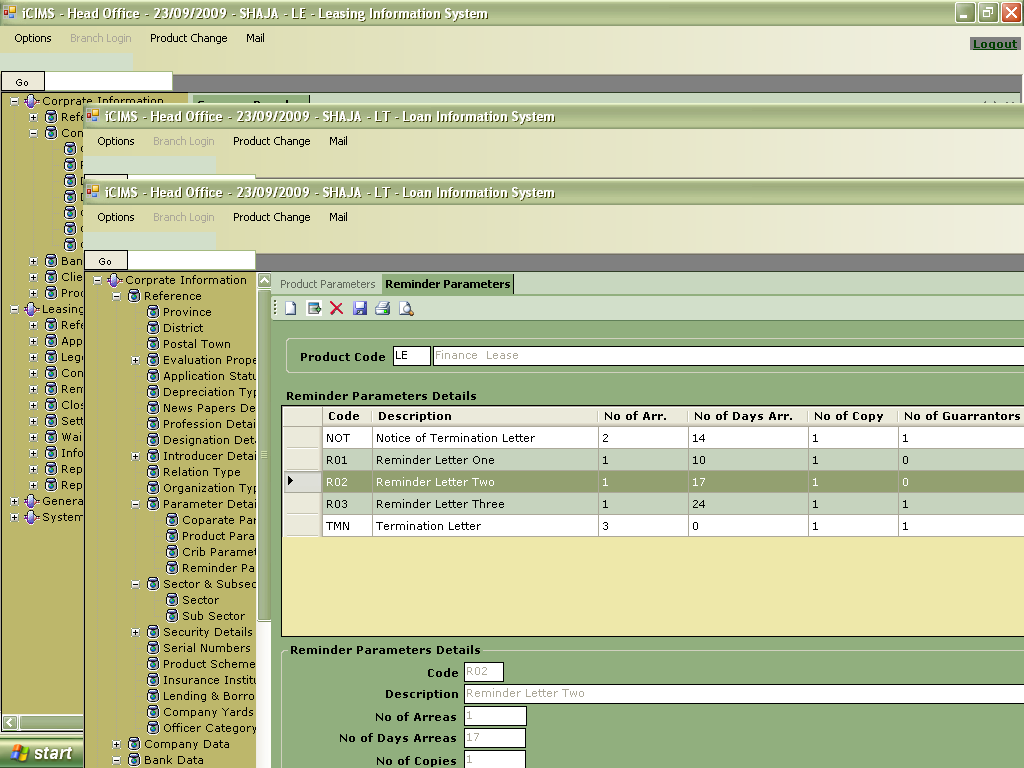 iCIMS - Head Office - 23/09/2009 - SHAJA - LE - Leasing Information System
Options Branch Login Product Change Mail
Logout
Go
Corprate Information
iCIMS - Head Office - 23/09/2009 - SHAJA - LT - Loan Information System
Options Branch Login Product Change Mail
iCIMS - Head Office - 23/09/2009 - SHAJA - LT - Loan Information System
Options Branch Login Product Change Mail
Go
Refe
Con
Ban
Clie
Proc
Leasing
Refe
App
Lega
Con
Rem
Clos
Sett
Wai
Info
Rep
Rep
Genera
System
Corprate Information
Reference
Province
District
Postal Town
Evaluation Prope
Application Statu
Depreciation Typ
News Papers De
Profession Detai
Designation Deta
Introducer Detai
Relation Type
Organization Typ
Parameter Detai
Coparate Par
Product Para
Crib Paramet
Reminder Pa
Sector & Subsec
Sector
Sub Sector
Security Details
Serial Numbers
Product Scheme
Insurance Institu
Lending & Borro
Company Yards
Officer Category
Company Data
Bank Data
Product Parameters Reminder Parameters
Product Code LE Finance Lease
Reminder Parameters Details
Code Description No of Arr. No of Days Arr. No of Copy No of Guarrantors
NOT Notice of Termination Letter 2 14 1 1
R01 Reminder Letter One 1 10 1 0
R02 Reminder Letter Two 1 17 1 0
R03 Reminder Letter Three 1 24 1 1
TMN Termination Letter 3 0 1 1
Reminder Parameters Details
Code R02
Description Reminder Letter Two
No of Arreas 1
No of Days Arreas 17
No of Copies 1
start